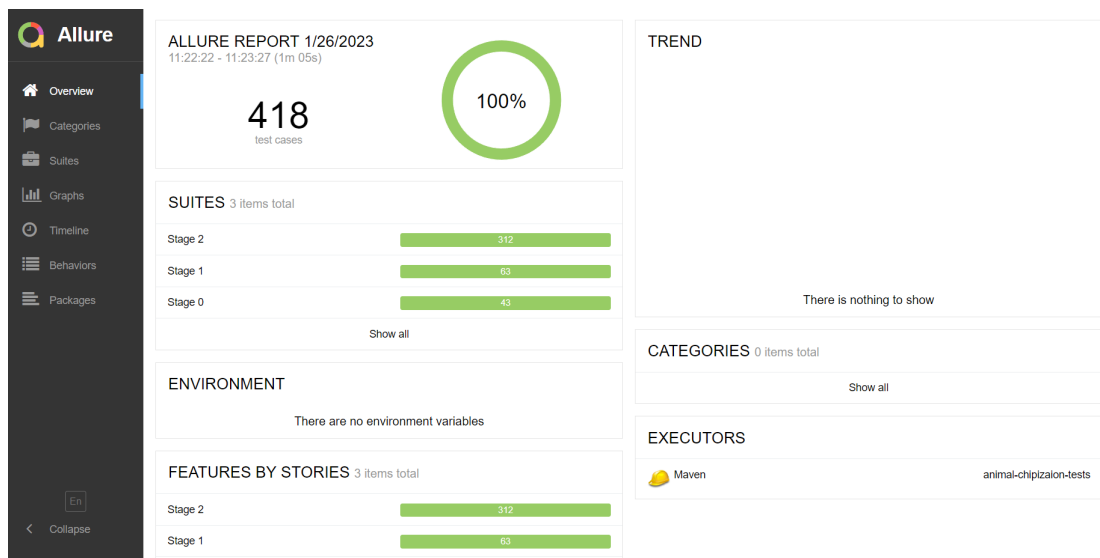 Allure
Overview
Categories
Suites
Graphs
Timeline
Behaviors
Packages
En
Collapse
ALLURE REPORT 1/26/2023
11:22:22 - 11:23:27 (1m 05s)
418
test cases
100%
SUITES 3 items total
Stage 2 312
Stage 1 63
Stage 0 43
Show all
ENVIRONMENT
There are no environment variables
FEATURES BY STORIES 3 items total
Stage 2 312
Stage 1 63
TREND
There is nothing to show
CATEGORIES 0 items total
Show all
EXECUTORS
Maven animal-chipizaion-tests